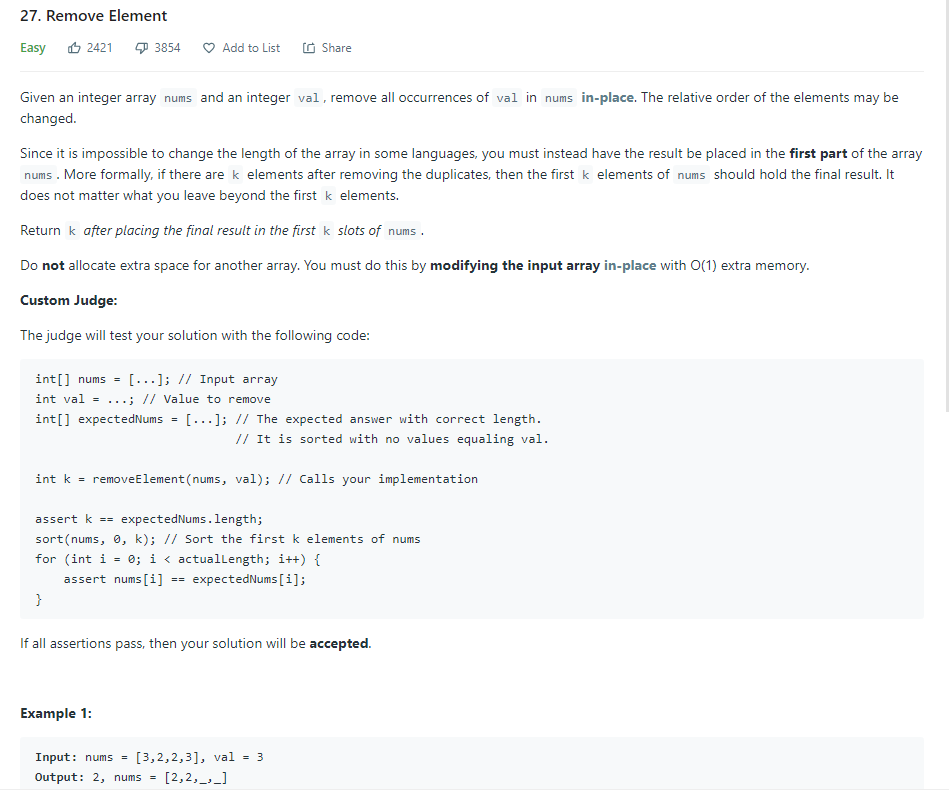 27. Remove Element
Easy 2421 3854 Add to List Share
Given an integer array nums and an integer val, remove all occurrences of val in nums in-place. The relative order of the elements may be
changed.
Since it is impossible to change the length of the array in some languages, you must instead have the result be placed in the first part of the array
nums. More formally, if there are k elements after removing the duplicates, then the first k elements of nums should hold the final result. It
does not matter what you leave beyond the first k elements.
Return k after placing the final result in the first k slots of nums.
Do not allocate extra space for another array. You must do this by modifying the input array in-place with O(1) extra memory.
Custom Judge:
The judge will test your solution with the following code:
int[] nums = [...]; // Input array
int val = ...; // Value to remove
int[] expectedNums = [...]; // The expected answer with correct length.
// It is sorted with no values equaling val.
int k = removeElement(nums, val); // Calls your implementation
assert k == expectedNums.length;
sort(nums, 0, k); // Sort the first k elements of nums
for (int i = 0; i < actualLength; i++) {
assert nums[i] == expectedNums[i];
}
If all assertions pass, then your solution will be accepted.
Example 1:
Input: nums = [3,2,2,3], val = 3
Output: 2, nums = [2,2,_,_]